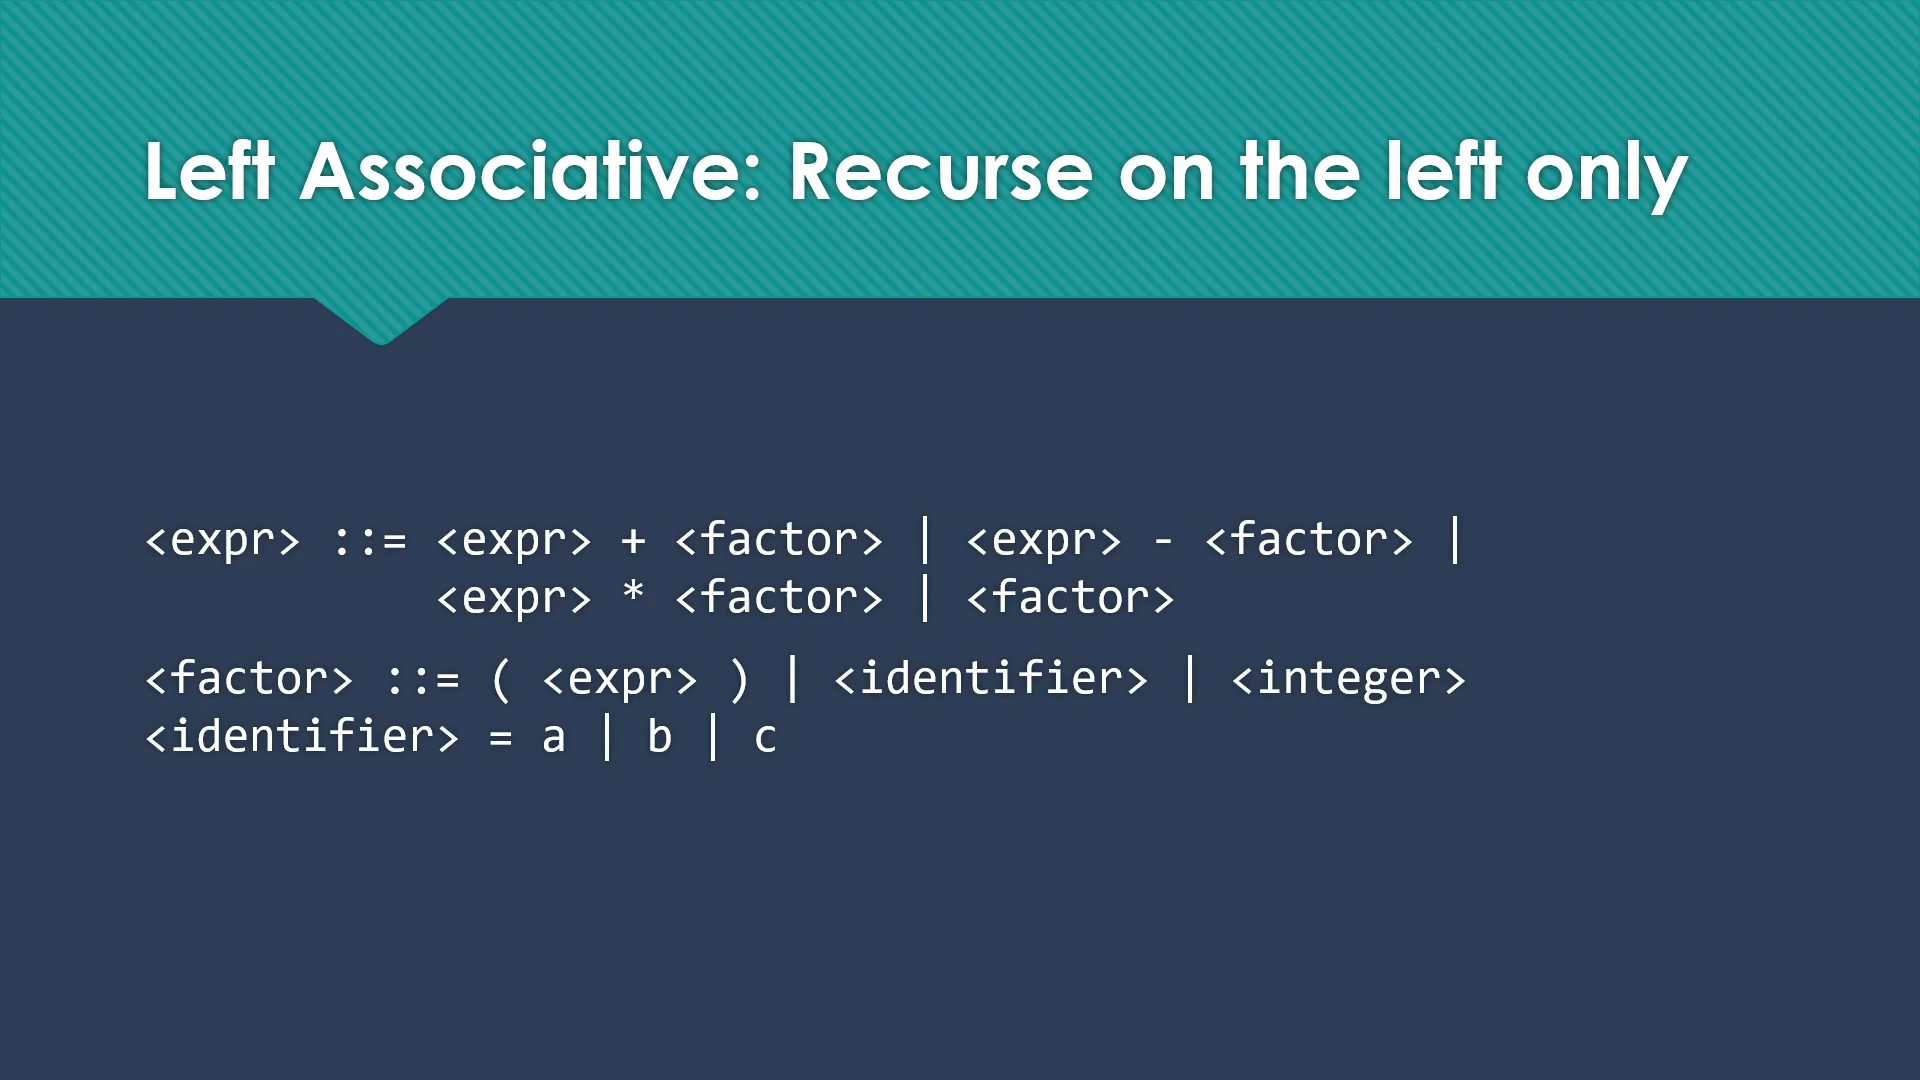 Left Associative: Recurse on the left only
<expr> ::= <expr> + <factor> | <expr> - <factor> |
<expr> * <factor> | <factor>
<factor> ::= ( <expr> ) | <identifier> | <integer>
<identifier> = a | b | c